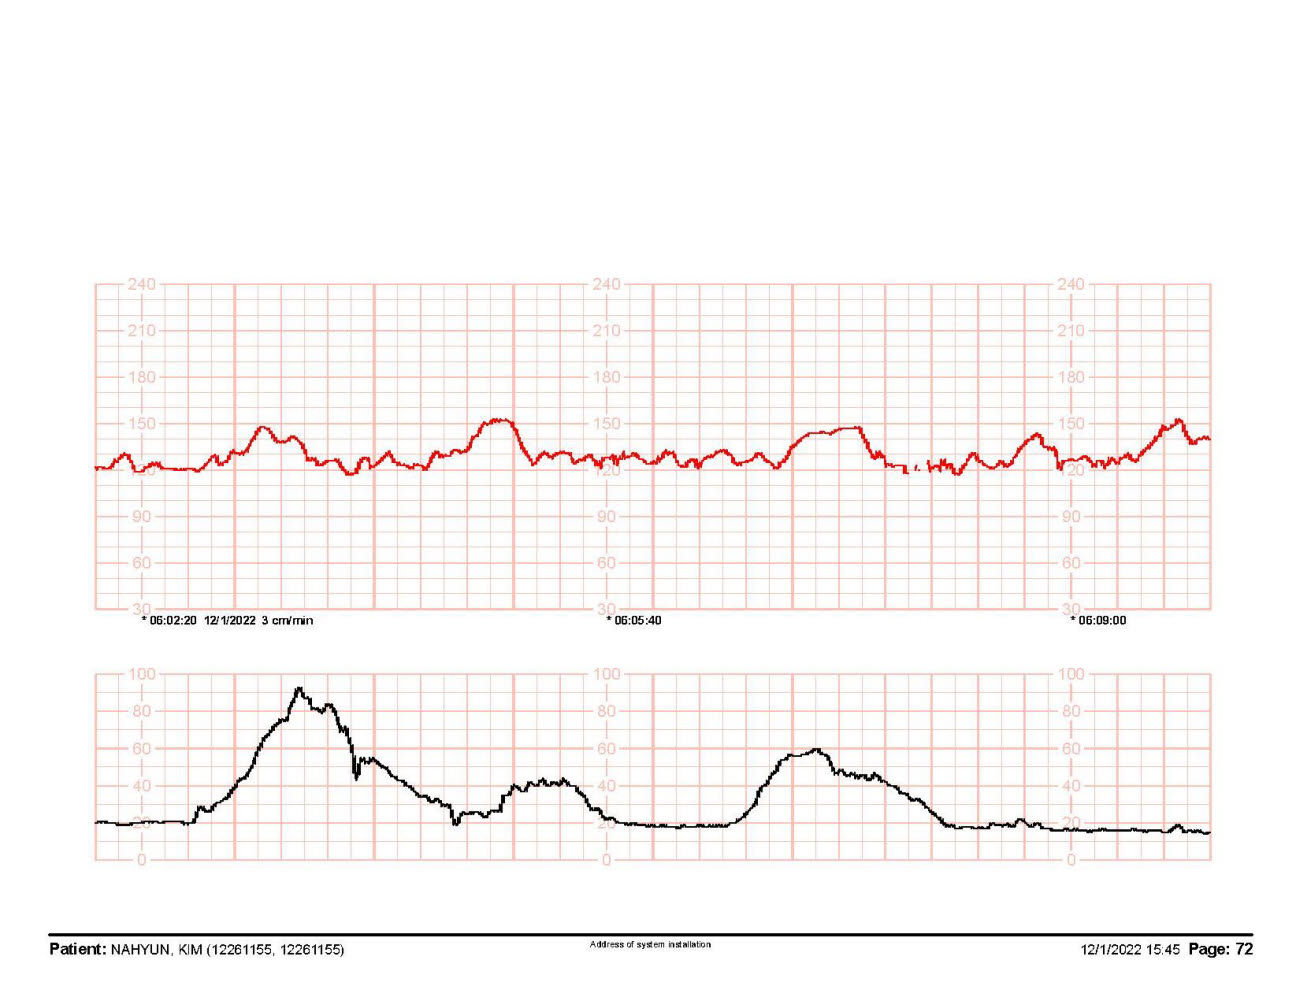 240 240 240
210 210 210
180 180 180
150 150 150
120 120 120
90 90 90
60 60 60
30 30 30
* 06:02:20 12/1/2022 3 cm/min * 06:05:40 * 06:09:00
100 100 100
80 80 80
60 60 60
40 40 40
20 20 20
0 0 0
Patient: NAHYUN, KIM (12261155, 12261155) Address of system installation 12/1/2022 15:45 Page: 72